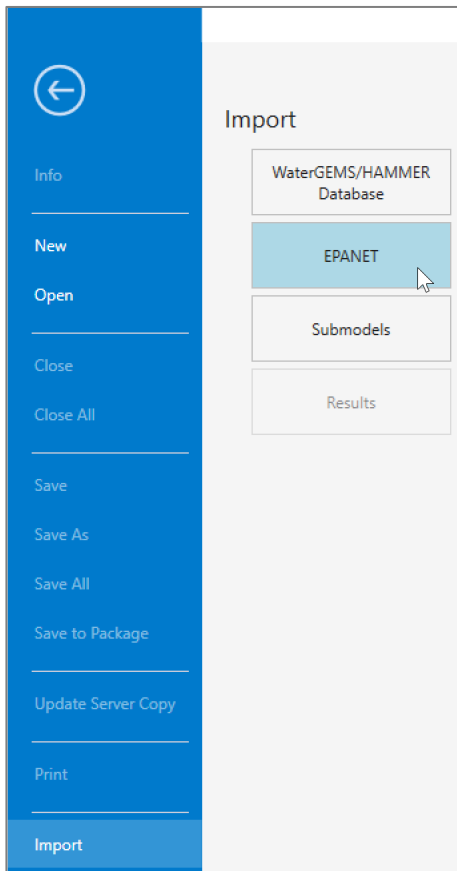 Info
New
Open
Close
Close All
Save
Save As
Save All
Save to Package
Update Server Copy
Print
Import
Import
WaterGEMS/HAMMER
Database
EPANET
Submodels
Results